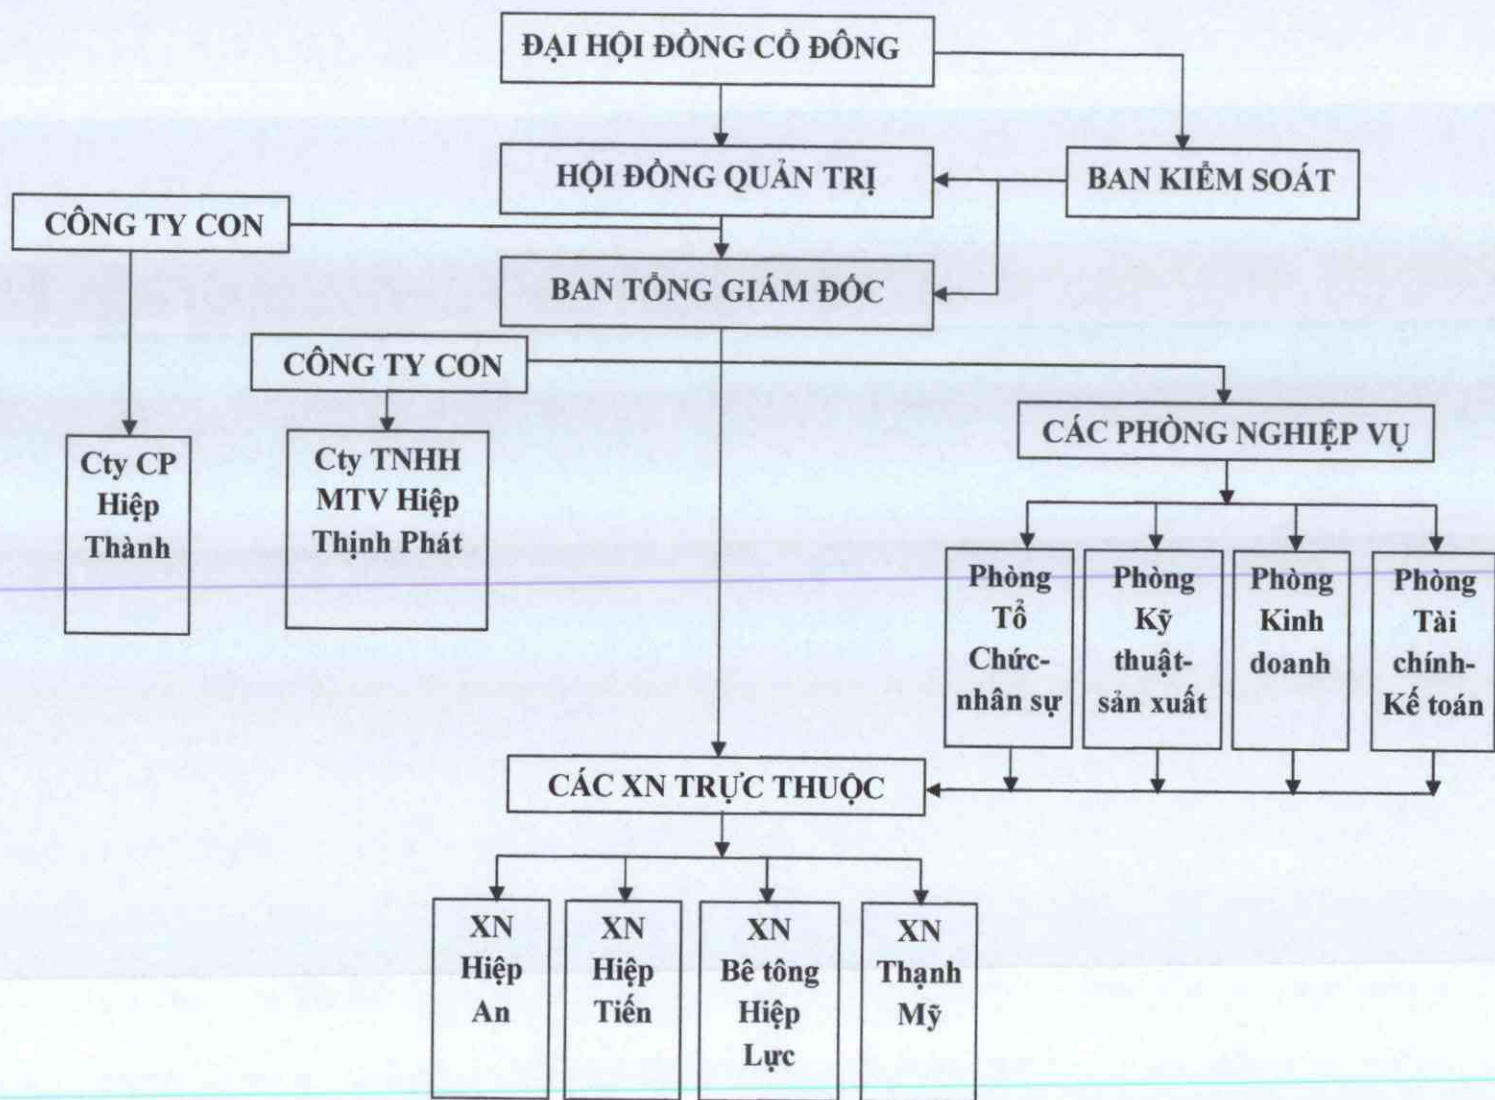 ĐẠI HỘI ĐỒNG CỔ ĐÔNG
HỘI ĐỒNG QUẢN TRỊ
BAN KIỂM SOÁT
CÔNG TY CON
BAN TỔNG GIÁM ĐỐC
CÔNG TY CON
CÁC PHÒNG NGHIỆP VỤ
Cty CP
Hiệp
Thành
Cty TNHH
MTV Hiệp
Thịnh Phát
Phòng
Tổ
Chức-
nhân sự
Phòng
Kỹ
thuật-
sản xuất
Phòng
Kinh
doanh
Phòng
Tài
chính-
Kế toán
CÁC XN TRỰC THUỘC
XN
Hiệp
An
XN
Hiệp
Tiến
XN
Bê tông
Hiệp
Lực
XN
Thạnh
Mỹ